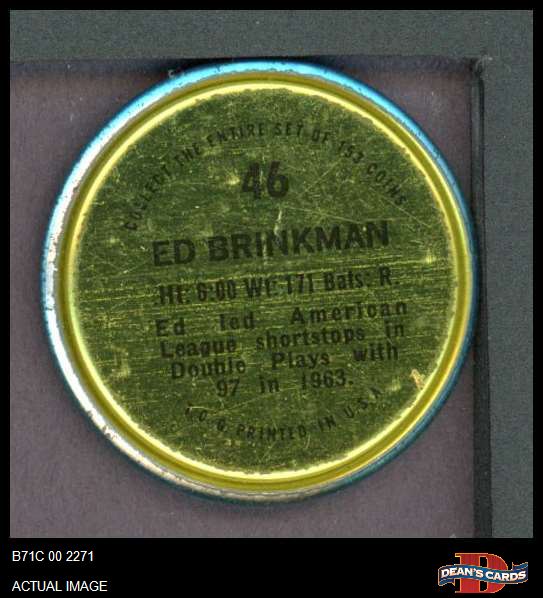 COLLECT THE ENTIRE SET OF 153 COINS
46
ED BRINKMAN
Ht: 6:00 Wt: 171 Bats: R.
Ed led American
League shortstops in
Double Plays with
97 in 1963.
T.C.G. PRINTED IN U.S.A.
B71C 00 2271
ACTUAL IMAGE
DEAN'S CARDS